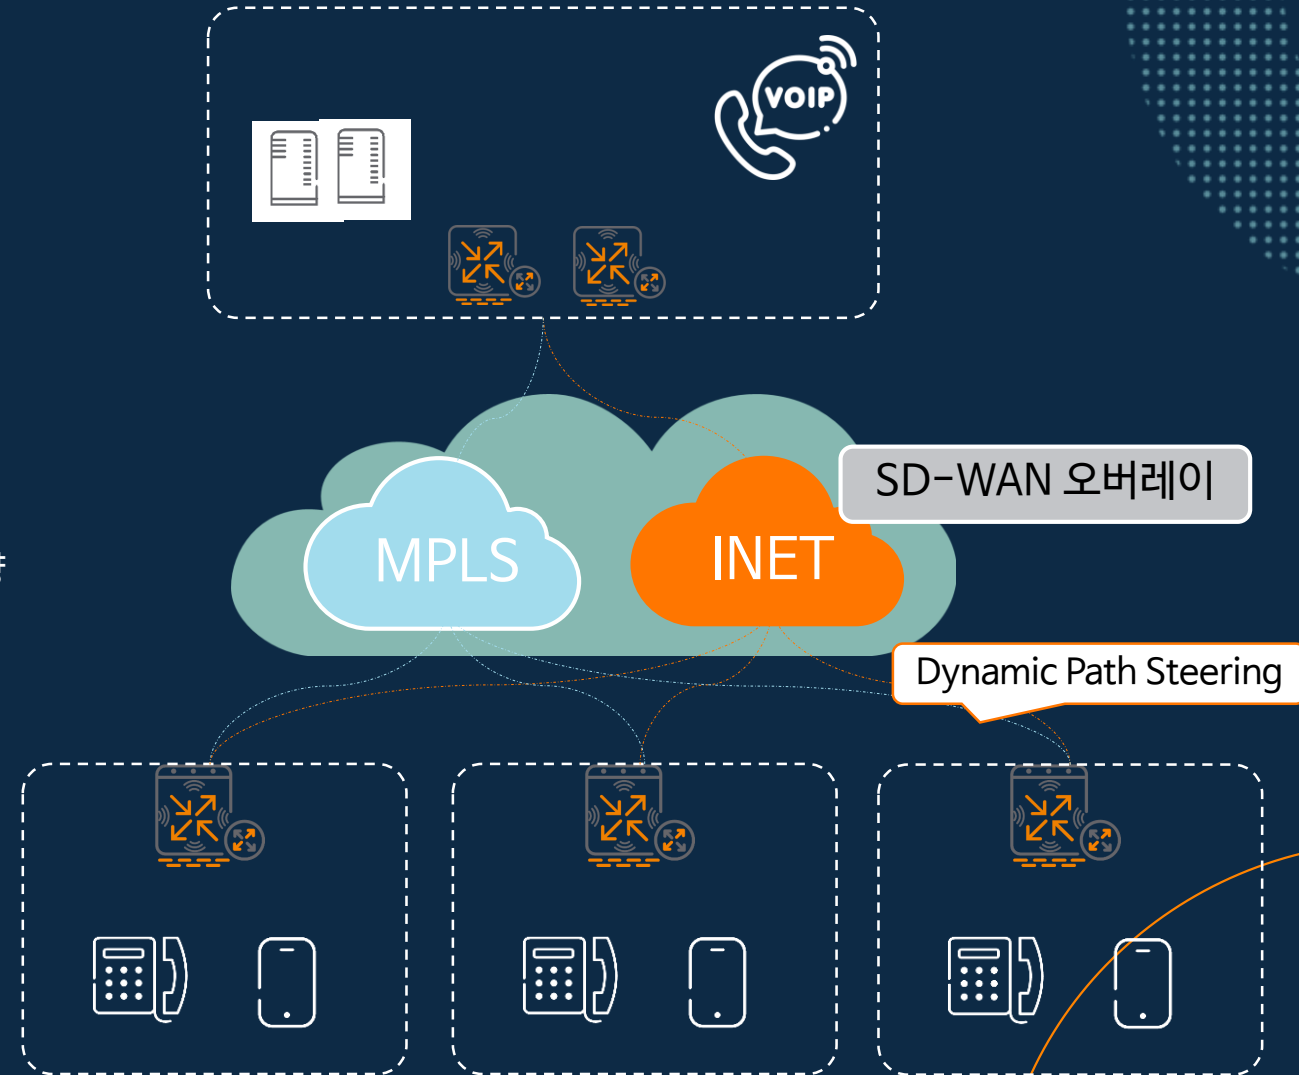 VOIP
SD-WAN 오버레이
MPLS
INET
Dynamic Path Steering